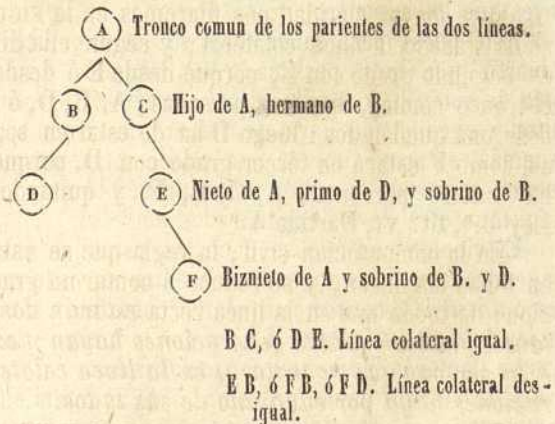 A Tronco comun de los parientes de las dos líneas.
B C Hijo de A, hermano de B.
D E Nieto de A, primo de D, y sobrino de B.
F Biznieto de A y sobrino de B. y D.
B C, ó D E. Línea colateral igual.
E B, ó F B, ó F D. Línea colateral des-
igual.